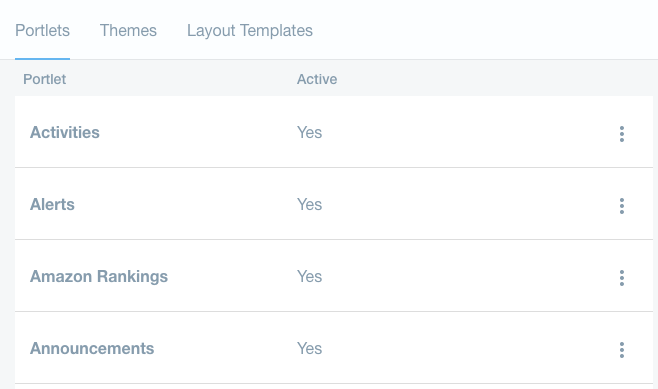 Portlets Themes Layout Templates
Portlet Active
Activities Yes
Alerts Yes
Amazon Rankings Yes
Announcements Yes